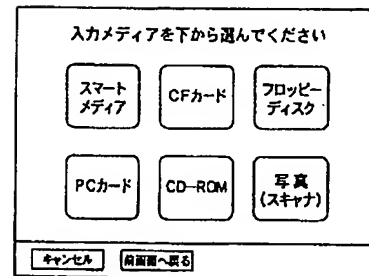 入力メディアを下から選んでください
スマート
メディア
CFカード
フロッピー
ディスク
PCカード
CD-ROM
写真
(スキャナ)
キャンセル
前画面へ戻る